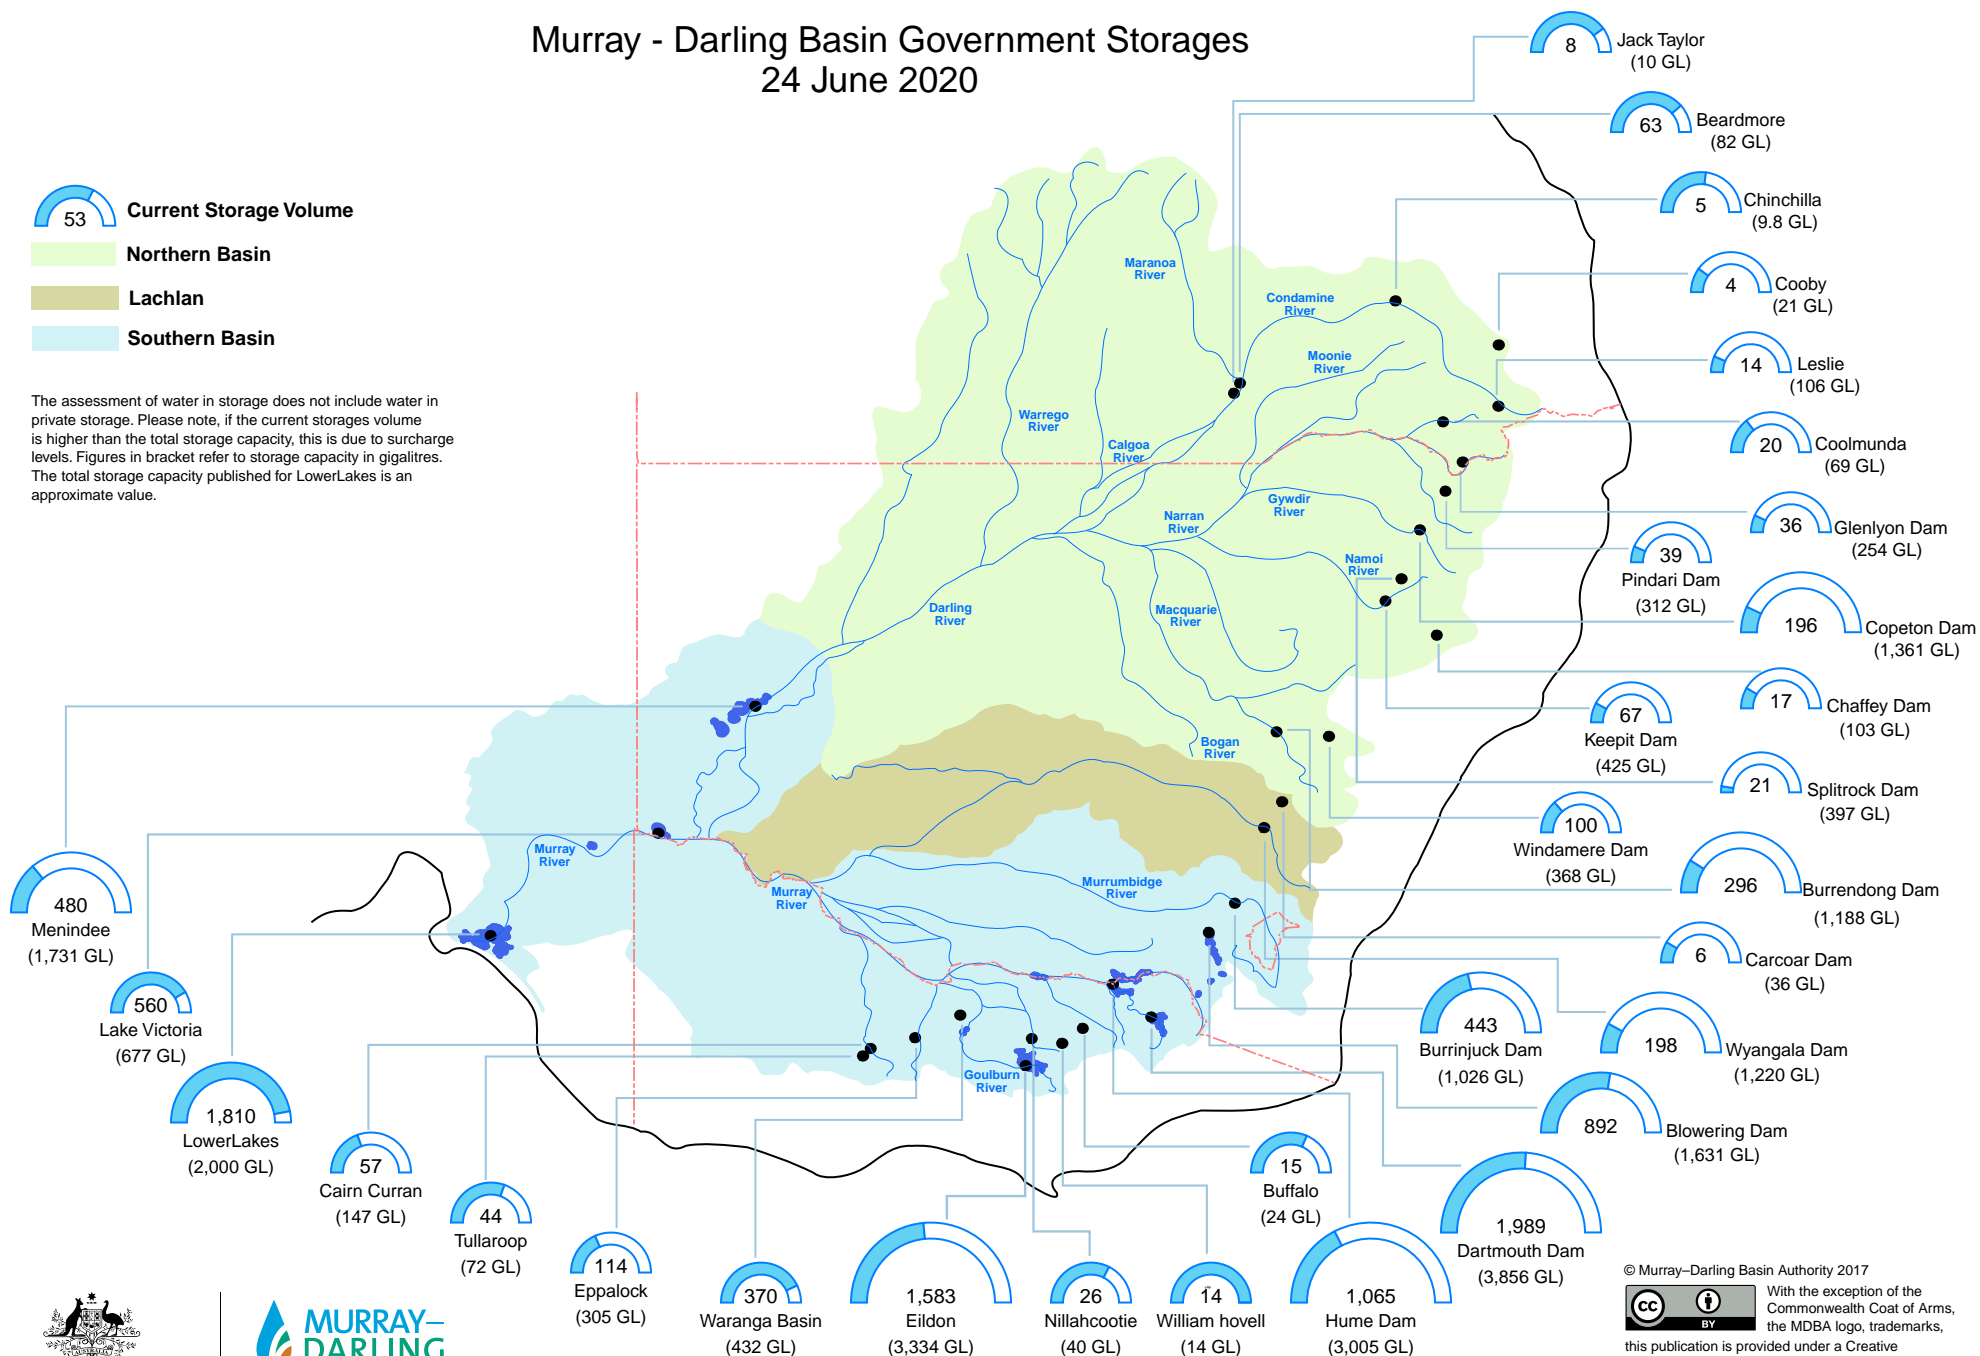 Murray - Darling Basin Government Storages
24 June 2020
53
Current Storage Volume
Northern Basin
Lachlan
Southern Basin
The assessment of water in storage does not include water in
private storage. Please note, if the current storages volume
is higher than the total storage capacity, this is due to surcharge
levels. Figures in bracket refer to storage capacity in gigalitres.
The total storage capacity published for LowerLakes is an
approximate value.
8
Jack Taylor
(10 GL)
63
Beardmore
(82 GL)
5
Chinchilla
(9.8 GL)
4
Cooby
(21 GL)
14
Leslie
(106 GL)
20
Coolmunda
(69 GL)
36
Glenlyon Dam
(254 GL)
39
Pindari Dam
(312 GL)
196
Copeton Dam
(1,361 GL)
17
Chaffey Dam
(103 GL)
67
Keepit Dam
(425 GL)
21
Splitrock Dam
(397 GL)
100
Windamere Dam
(368 GL)
296
Burrendong Dam
(1,188 GL)
6
Carcoar Dam
(36 GL)
443
Burrinjuck Dam
(1,026 GL)
198
Wyangala Dam
(1,220 GL)
892
Blowering Dam
(1,631 GL)
1,989
Dartmouth Dam
(3,856 GL)
15
Buffalo
(24 GL)
1,065
Hume Dam
(3,005 GL)
14
William hovell
(14 GL)
26
Nillahcootie
(40 GL)
1,583
Eildon
(3,334 GL)
370
Waranga Basin
(432 GL)
114
Eppalock
(305 GL)
44
Tullaroop
(72 GL)
57
Cairn Curran
(147 GL)
1,810
LowerLakes
(2,000 GL)
560
Lake Victoria
(677 GL)
480
Menindee
(1,731 GL)
Maranoa
River
Condamine
River
Moonie
River
Warrego
River
Calgoa
River
Gywdir
River
Narran
River
Namoi
River
Darling
River
Macquarie
River
Bogan
River
Murray
River
Murray
River
Murrumbidge
River
Goulburn
River
AUSTRALIA
MURRAY–
DARLING
© Murray–Darling Basin Authority 2017
cc
BY
With the exception of the
Commonwealth Coat of Arms,
the MDBA logo, trademarks,
this publication is provided under a Creative